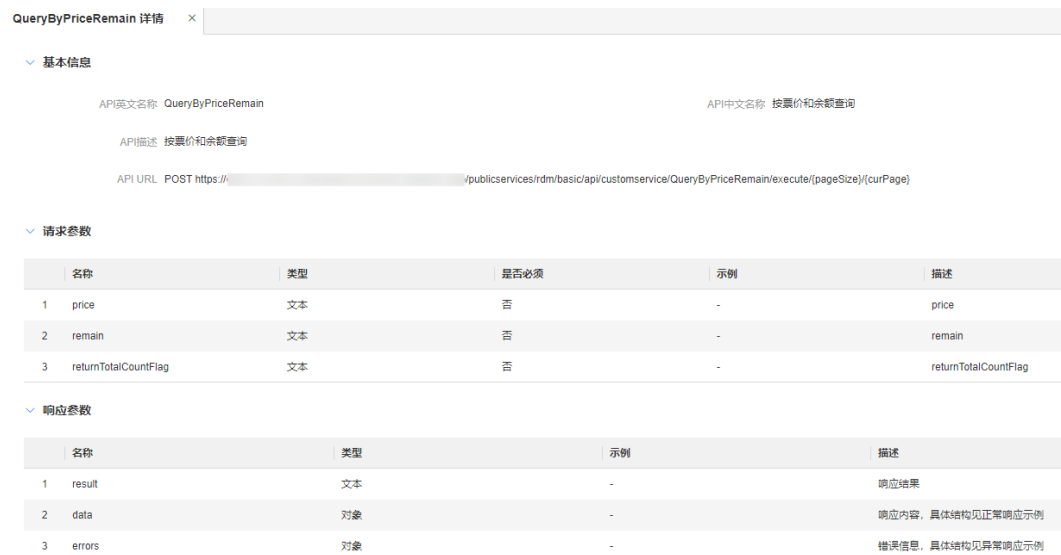 QueryByPriceRemain 详情 ×
基本信息
API英文名称 QueryByPriceRemain API中文名称 按票价和余额查询
API描述 按票价和余额查询
API URL POST https:// /publicservices/rdm/basic/api/customservice/QueryByPriceRemain/execute/{pageSize}/{curPage}
请求参数
名称 类型 是否必须 示例 描述
1 price 文本 否 - price
2 remain 文本 否 - remain
3 returnTotalCountFlag 文本 否 - returnTotalCountFlag
响应参数
名称 类型 示例 描述
1 result 文本 - 响应结果
2 data 对象 - 响应内容，具体结构见正常响应示例
3 errors 对象 - 错误信息，具体结构见异常响应示例